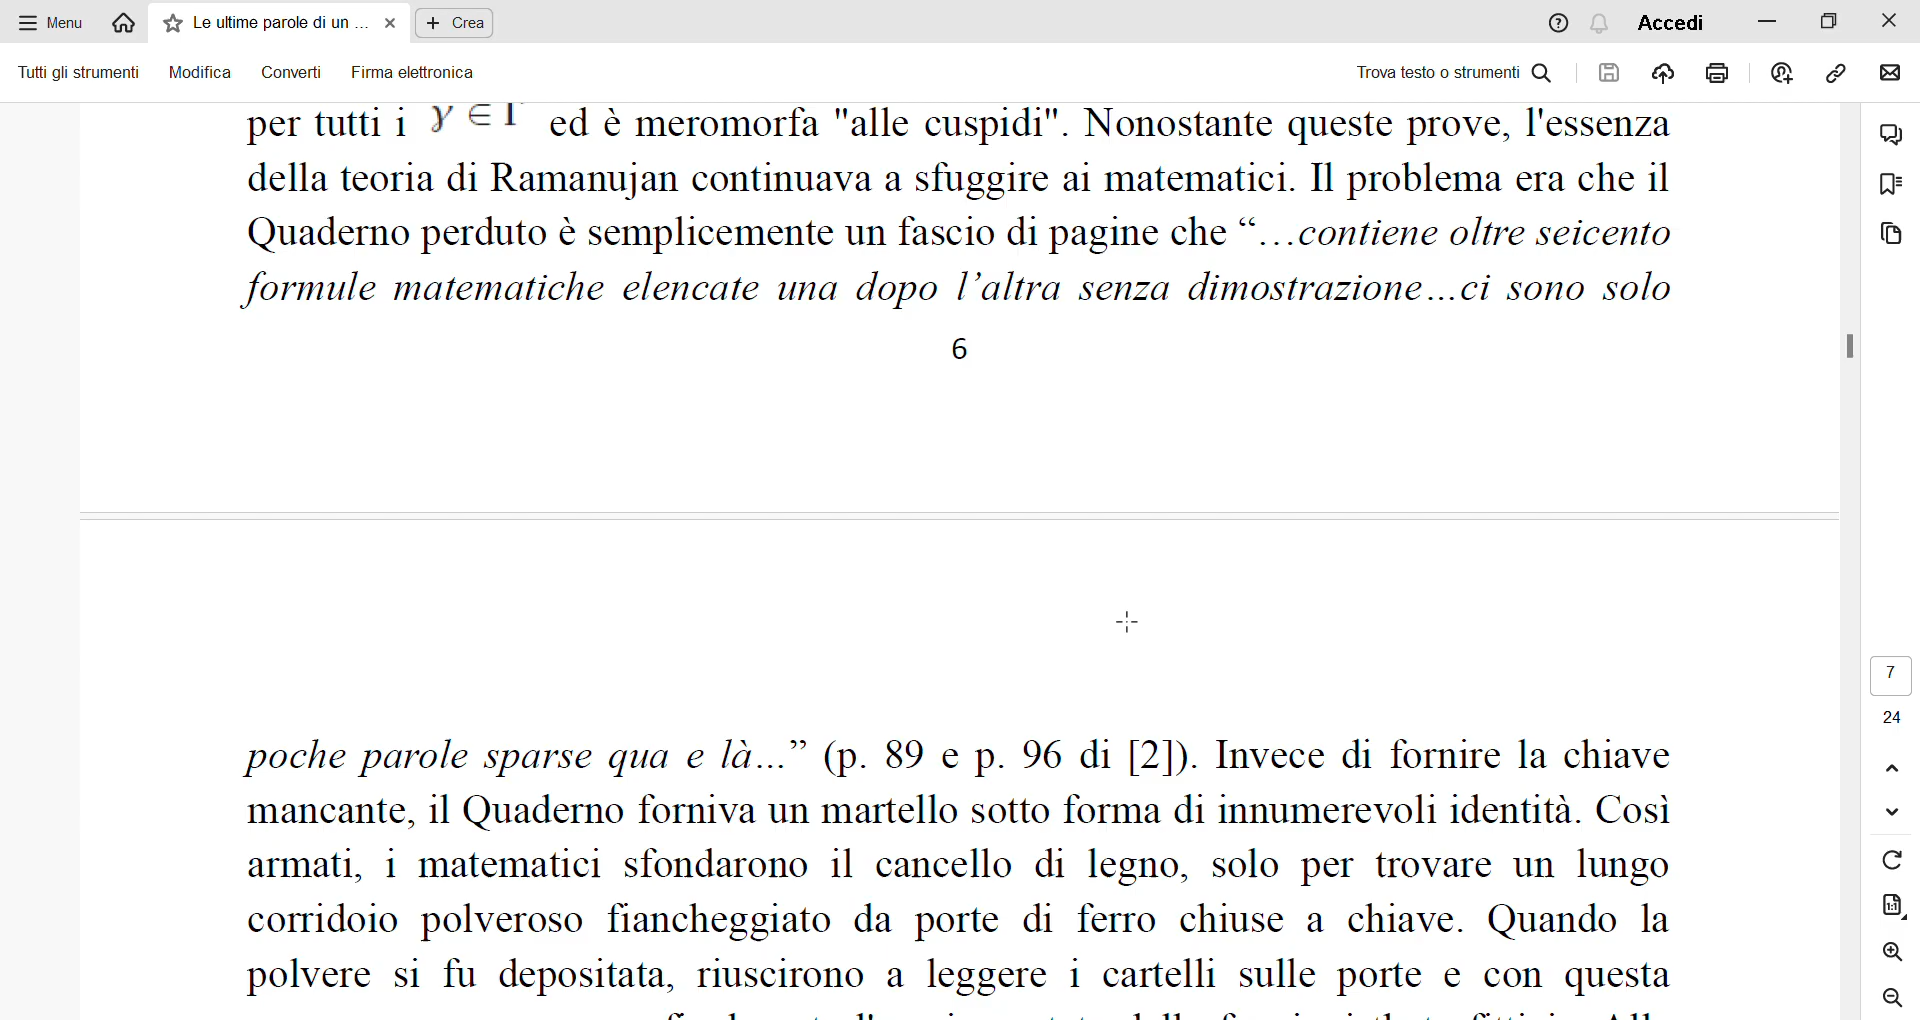 Menu
Le ultime parole di un ...
Crea
Accedi
Tutti gli strumenti
Modifica
Converti
Firma elettronica
Trova testo o strumenti
per tutti i γ ∈ Γ ed è meromorfa "alle cuspidi". Nonostante queste prove, l'essenza
della teoria di Ramanujan continuava a sfuggire ai matematici. Il problema era che il
Quaderno perduto è semplicemente un fascio di pagine che “…contiene oltre seicento
formule matematiche elencate una dopo l’altra senza dimostrazione…ci sono solo
6
poche parole sparse qua e là…” (p. 89 e p. 96 di [2]). Invece di fornire la chiave
mancante, il Quaderno forniva un martello sotto forma di innumerevoli identità. Così
armati, i matematici sfondarono il cancello di legno, solo per trovare un lungo
corridoio polveroso fiancheggiato da porte di ferro chiuse a chiave. Quando la
polvere si fu depositata, riuscirono a leggere i cartelli sulle porte e con questa
7
24
1:1